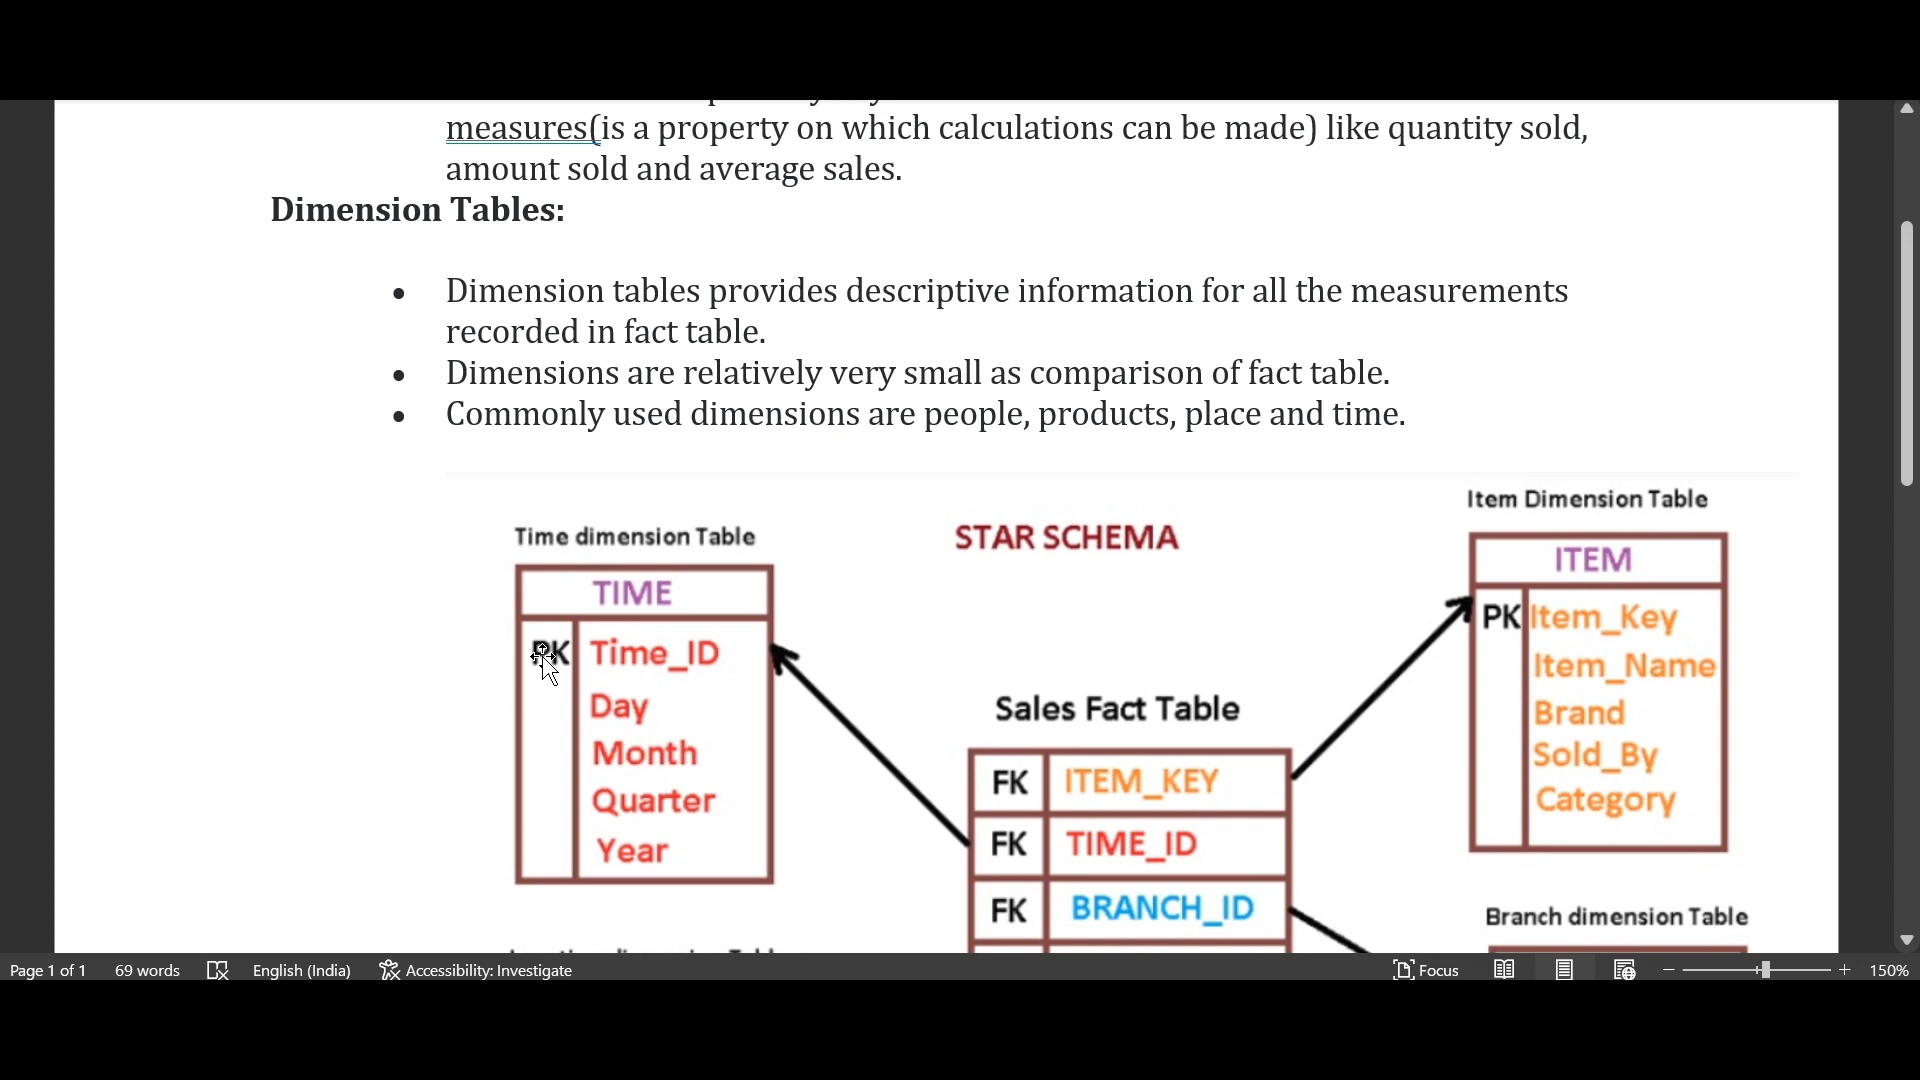 measures(is a property on which calculations can be made) like quantity sold,
amount sold and average sales.
Dimension Tables:
• Dimension tables provides descriptive information for all the measurements
recorded in fact table.
• Dimensions are relatively very small as comparison of fact table.
• Commonly used dimensions are people, products, place and time.
Time dimension Table
TIME
PK Time_ID
Day
Month
Quarter
Year
STAR SCHEMA
Sales Fact Table
FK ITEM_KEY
FK TIME_ID
FK BRANCH_ID
Item Dimension Table
ITEM
PK Item_Key
Item_Name
Brand
Sold_By
Category
Branch dimension Table
Page 1 of 1 69 words English (India) Accessibility: Investigate Focus 150%